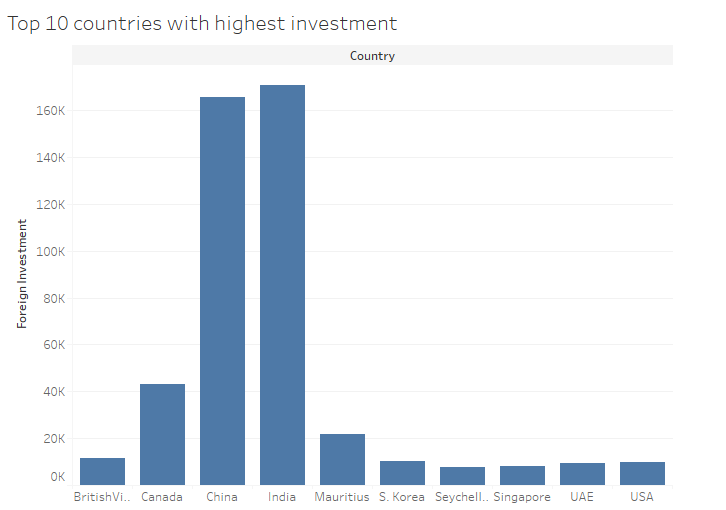 Top 10 countries with highest investment
Country
Foreign Investment
160K
140K
120K
100K
80K
60K
40K
20K
0K
BritishVi.. Canada China India Mauritius S. Korea Seychell.. Singapore UAE USA